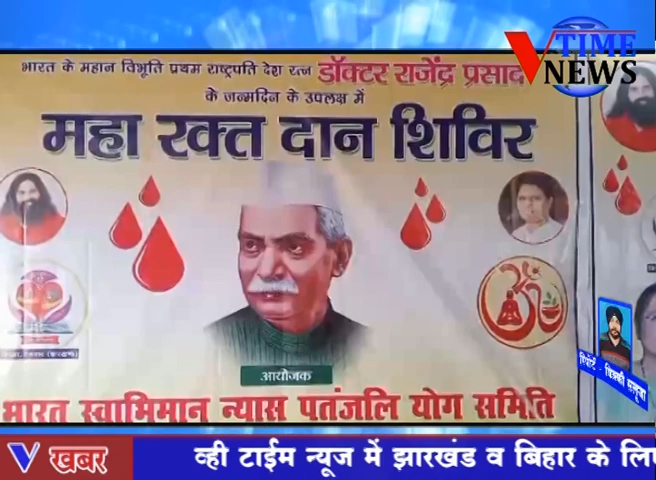 भारत के महान विभूति प्रथम राष्ट्रपति देश रत्न डॉक्टर राजेंद्र प्रसाद
के जन्मदिन के उपलक्ष में
महा रक्त दान शिविर
V TIME NEWS
आयोजक
भारत स्वाभिमान न्यास पतंजलि योग समिति
रिपोर्ट -
V खबर
व्ही टाईम न्यूज में झारखंड व बिहार के लिए